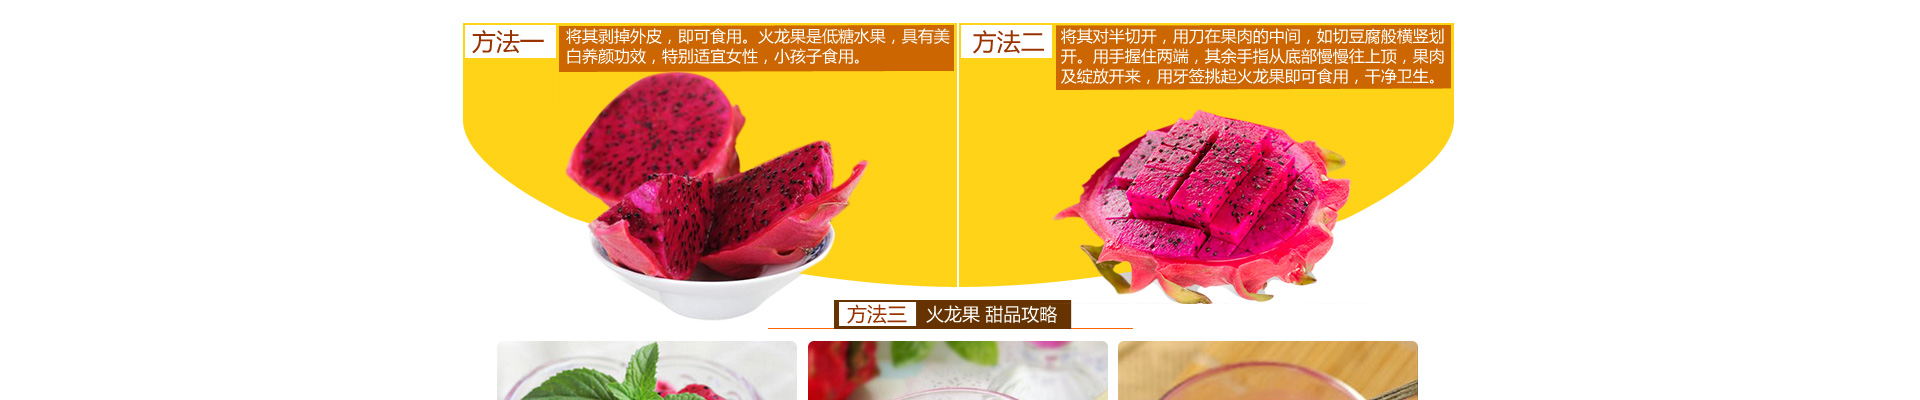 方法一
将其剥掉外皮，即可食用。火龙果是低糖水果，具有美
白养颜功效，特别适宜女性，小孩子食用。
方法二
将其对半切开，用刀在果肉的中间，如切豆腐般横竖划
开。用手握住两端，其余手指从底部慢慢往上顶，果肉
及绽放开来，用牙签挑起火龙果即可食用，干净卫生。
方法三 火龙果 甜品攻略